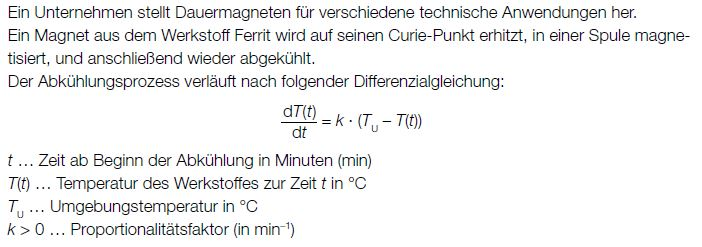 Ein Unternehmen stellt Dauermagneten für verschiedene technische Anwendungen her.
Ein Magnet aus dem Werkstoff Ferrit wird auf seinen Curie-Punkt erhitzt, in einer Spule magne-
tisiert, und anschließend wieder abgekühlt.
Der Abkühlungsprozess verläuft nach folgender Differenzialgleichung:
dT(t)/dt = k · (T_U – T(t))
t … Zeit ab Beginn der Abkühlung in Minuten (min)
T(t) … Temperatur des Werkstoffes zur Zeit t in °C
T_U … Umgebungstemperatur in °C
k > 0 … Proportionalitätsfaktor (in min⁻¹)